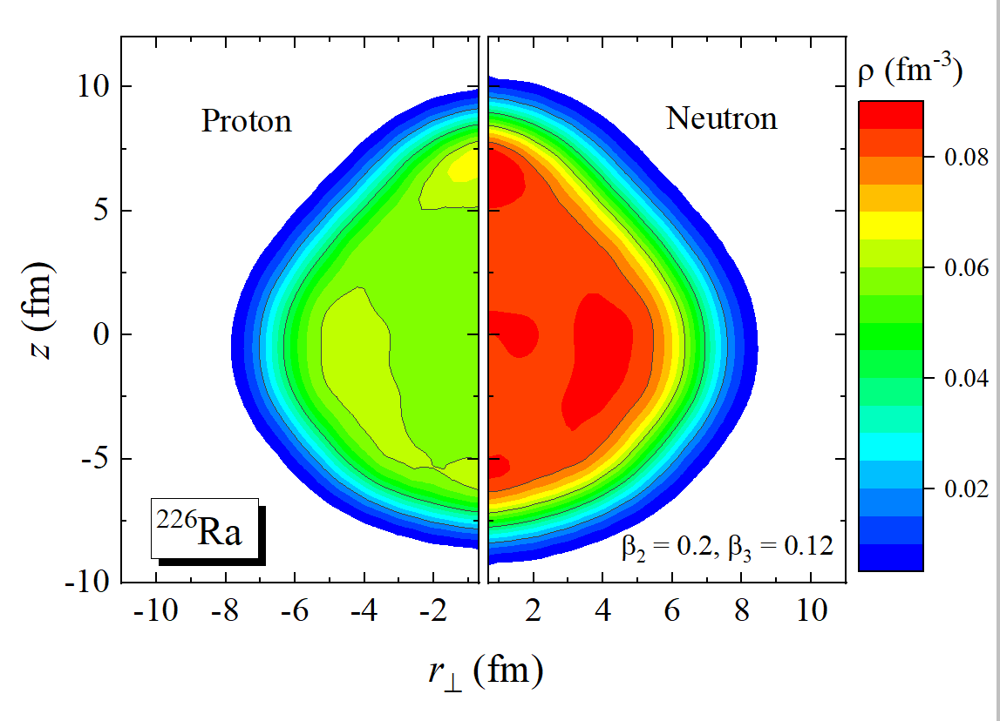 ρ (fm⁻³)
Proton
Neutron
10
5
0
-5
-10
z (fm)
0.08
0.06
0.04
0.02
²²⁶Ra
β₂ = 0.2, β₃ = 0.12
-10 -8 -6 -4 -2 2 4 6 8 10
r⊥ (fm)